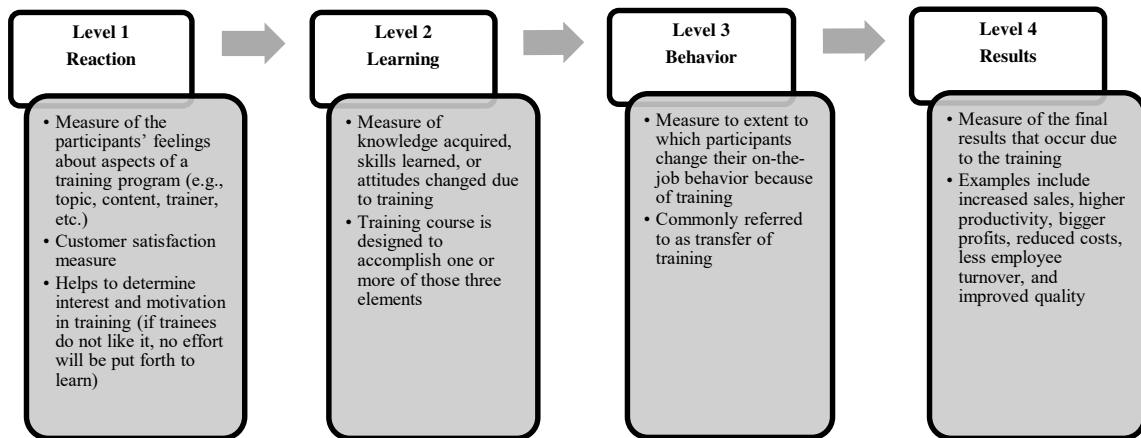 Level 1
Reaction
• Measure of the
participants’ feelings
about aspects of a
training program (e.g.,
topic, content, trainer,
etc.)
• Customer satisfaction
measure
• Helps to determine
interest and motivation
in training (if trainees
do not like it, no effort
will be put forth to
learn)
Level 2
Learning
• Measure of
knowledge acquired,
skills learned, or
attitudes changed due
to training
• Training course is
designed to
accomplish one or
more of those three
elements
Level 3
Behavior
• Measure to extent to
which participants
change their on-the-
job behavior because
of training
• Commonly referred
to as transfer of
training
Level 4
Results
• Measure of the final
results that occur due
to the training
• Examples include
increased sales, higher
productivity, bigger
profits, reduced costs,
less employee
turnover, and
improved quality